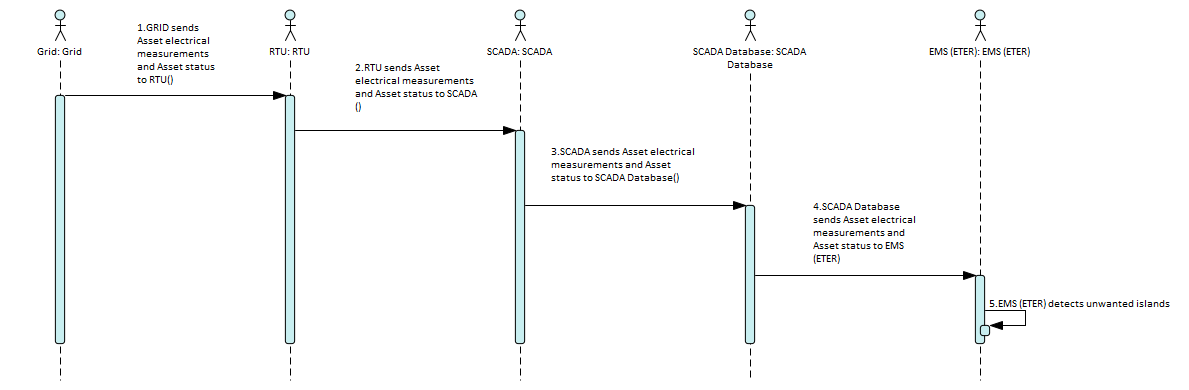 Grid: Grid
1.GRID sends
Asset electrical
measurements
and Asset status
to RTU()
RTU: RTU
2.RTU sends Asset
electrical measurements
and Asset status to SCADA
()
SCADA: SCADA
3.SCADA sends Asset electrical
measurements and Asset
status to SCADA Database()
SCADA Database: SCADA
Database
4.SCADA Database
sends Asset electrical
measurements and
Asset status to EMS
(ETER)
EMS (ETER): EMS (ETER)
5.EMS (ETER) detects unwanted islands